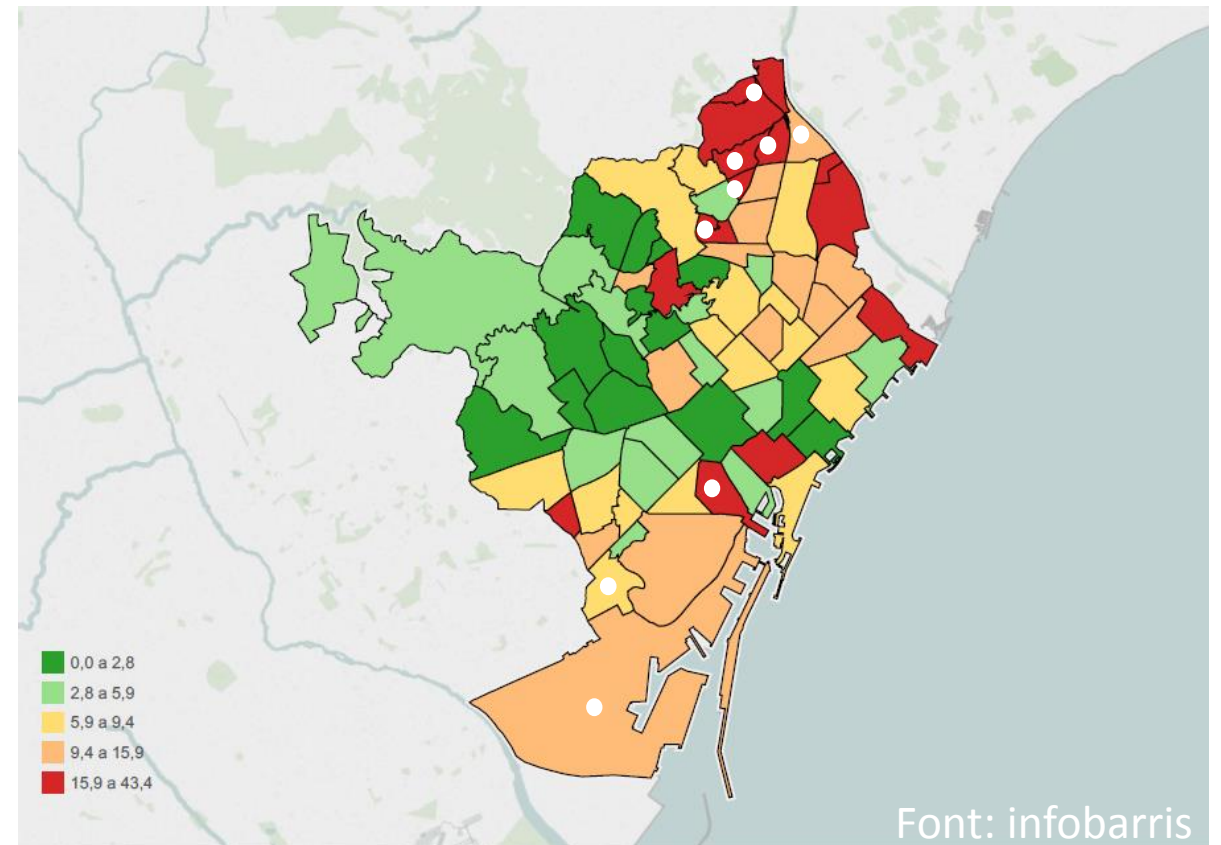 0,0 a 2,8
2,8 a 5,9
5,9 a 9,4
9,4 a 15,9
15,9 a 43,4
Font: infobarris